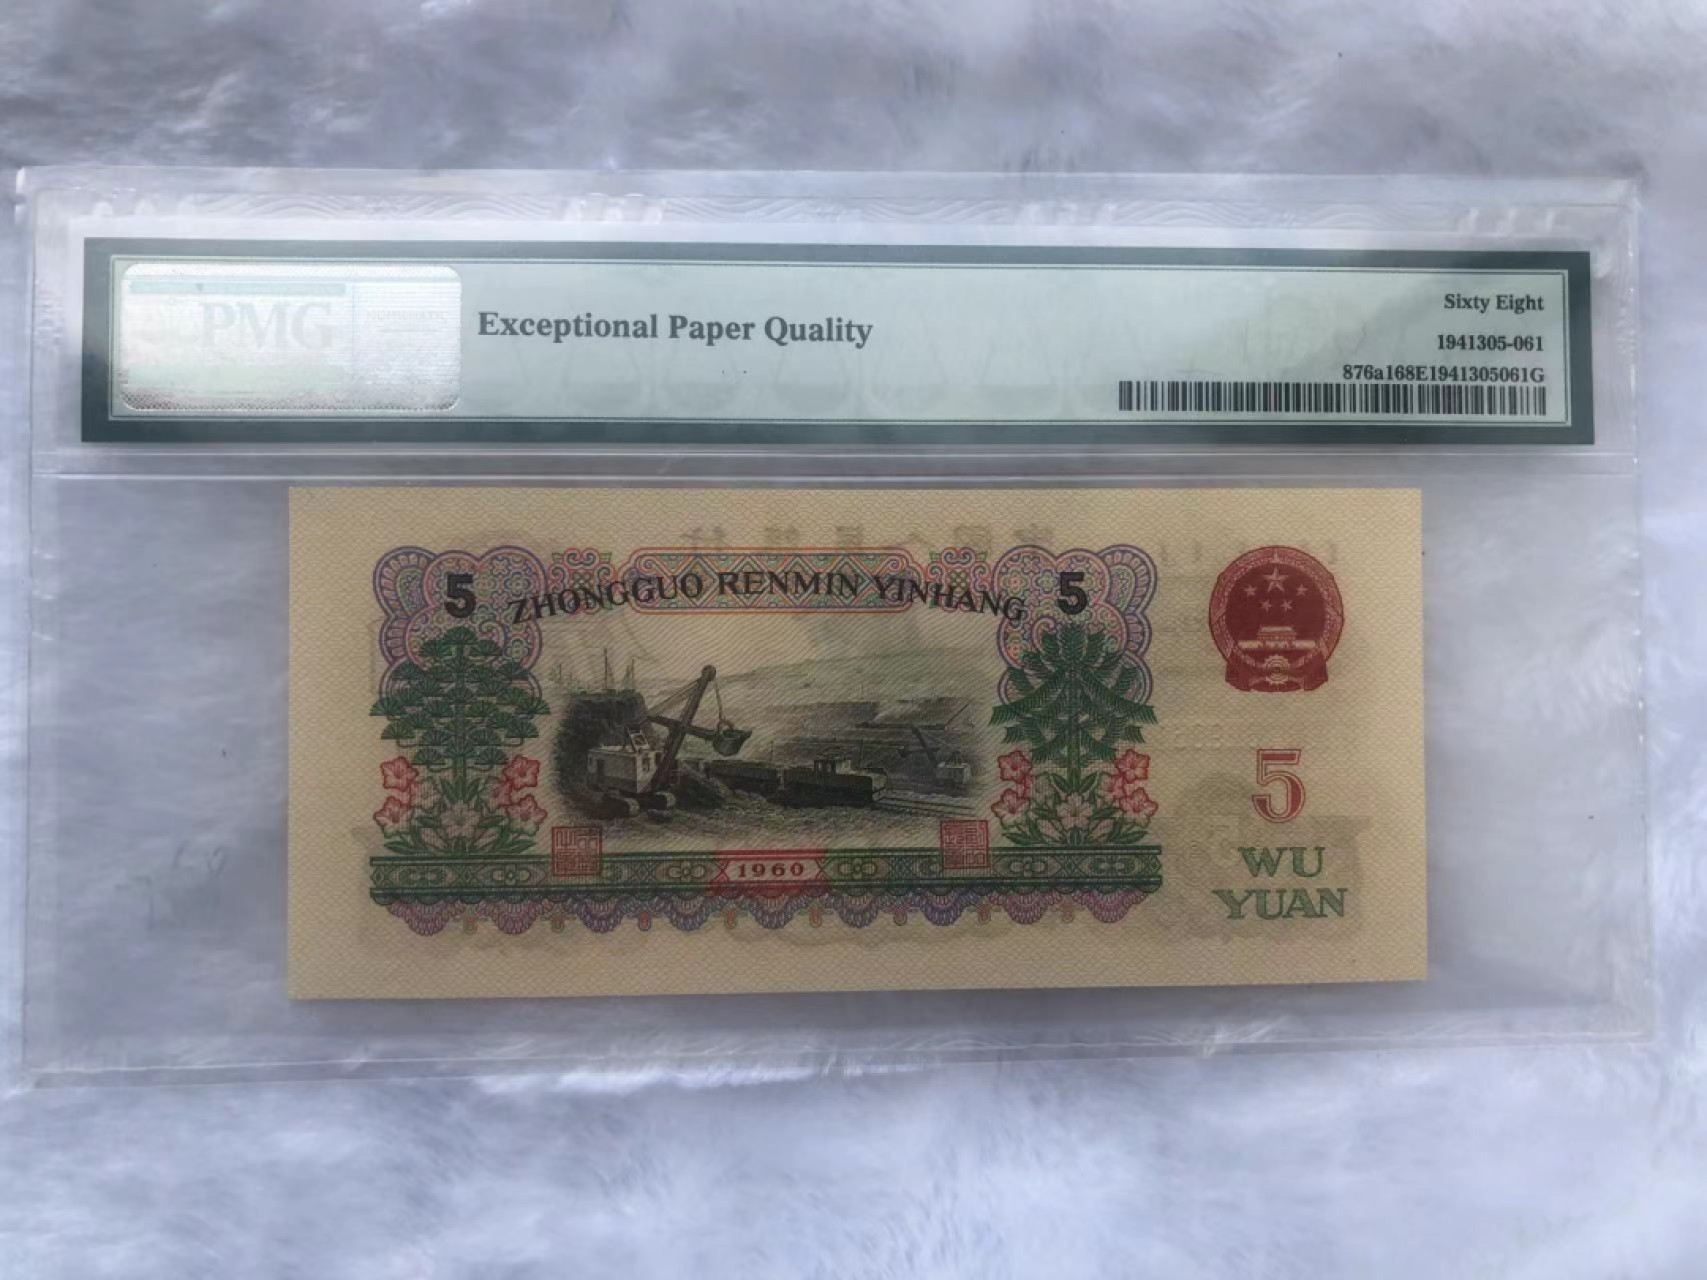 PMG
Exceptional Paper Quality
Sixty Eight
1941305-061
876a168E1941305061G
5 ZHONGGUO RENMIN YINHANG 5
5
WU
YUAN
1960